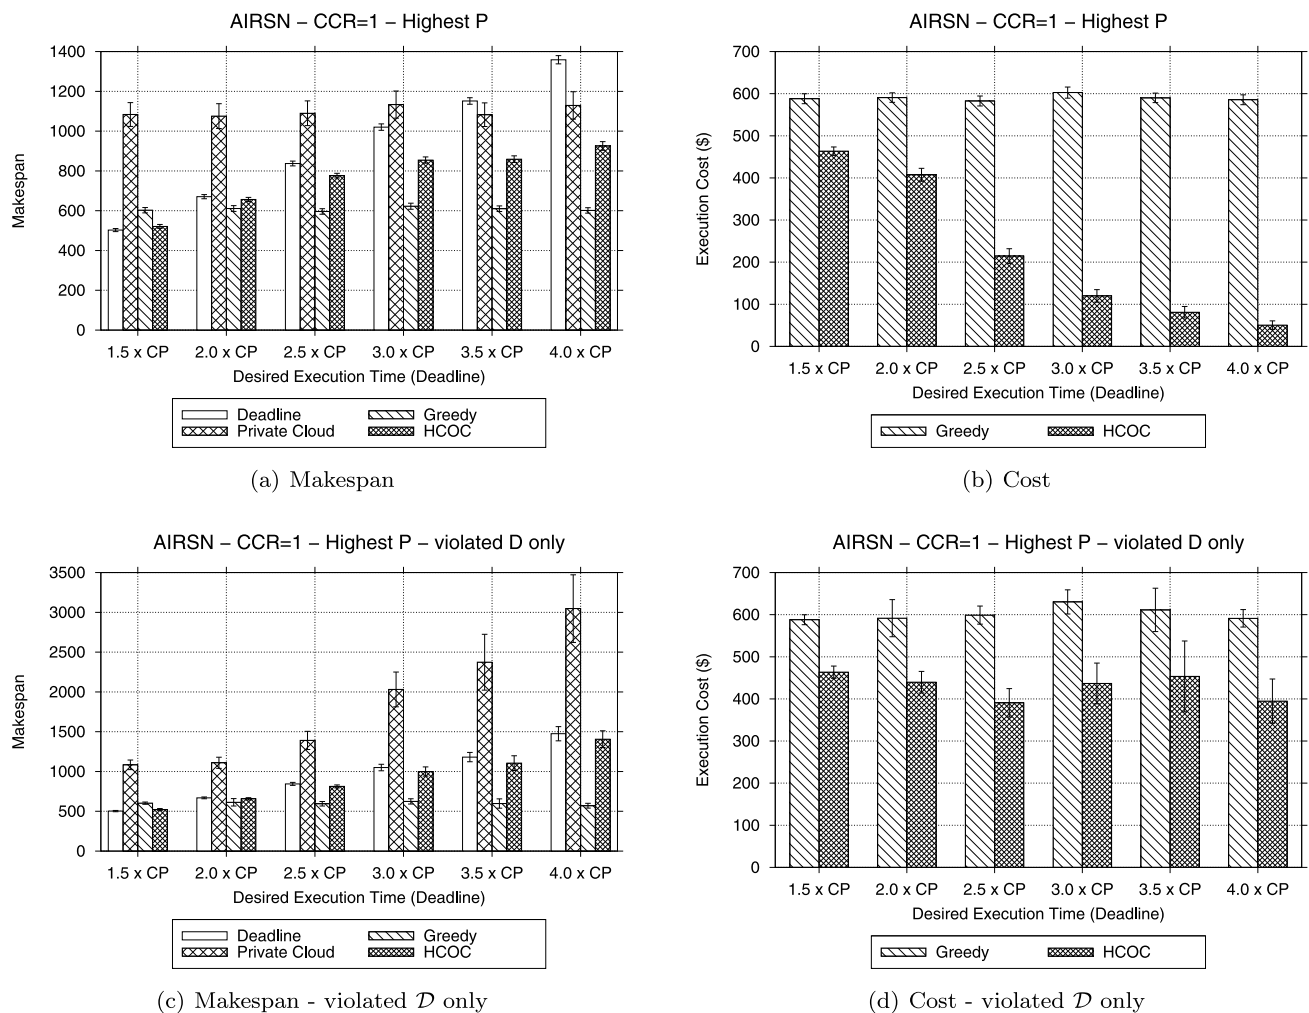 AIRSN – CCR=1 – Highest P
Makespan
1400
1200
1000
800
600
400
200
0
1.5 x CP 2.0 x CP 2.5 x CP 3.0 x CP 3.5 x CP 4.0 x CP
Desired Execution Time (Deadline)
Deadline Greedy
Private Cloud HCOC
(a) Makespan
AIRSN – CCR=1 – Highest P
Execution Cost ($)
700
600
500
400
300
200
100
0
1.5 x CP 2.0 x CP 2.5 x CP 3.0 x CP 3.5 x CP 4.0 x CP
Desired Execution Time (Deadline)
Greedy HCOC
(b) Cost
AIRSN – CCR=1 – Highest P – violated D only
Makespan
3500
3000
2500
2000
1500
1000
500
0
1.5 x CP 2.0 x CP 2.5 x CP 3.0 x CP 3.5 x CP 4.0 x CP
Desired Execution Time (Deadline)
Deadline Greedy
Private Cloud HCOC
(c) Makespan - violated 𝒟 only
AIRSN – CCR=1 – Highest P – violated D only
Execution Cost ($)
700
600
500
400
300
200
100
0
1.5 x CP 2.0 x CP 2.5 x CP 3.0 x CP 3.5 x CP 4.0 x CP
Desired Execution Time (Deadline)
Greedy HCOC
(d) Cost - violated 𝒟 only